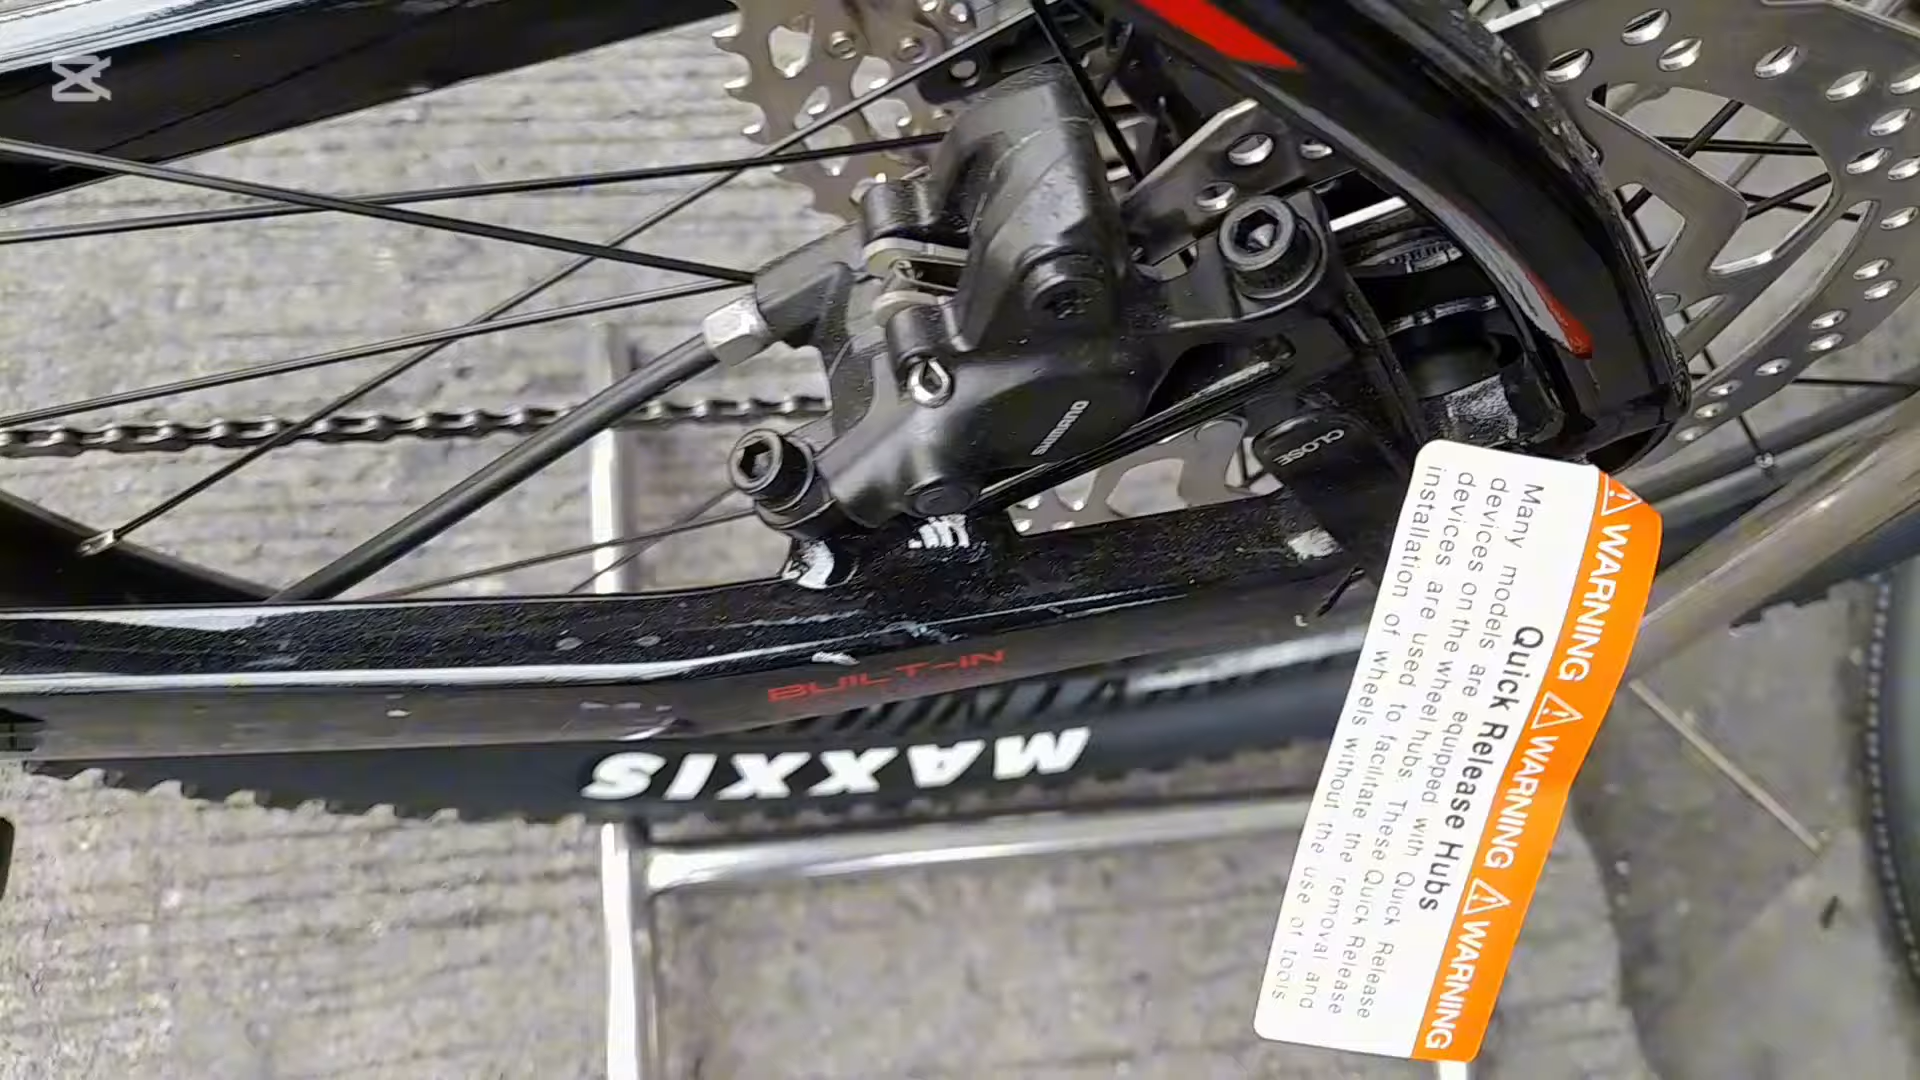 SHIMANO
CLOSE
WARNING WARNING WARNING
Quick Release Hubs
Many models are equipped with Quick Release
devices on the wheel hubs. These Quick Release
devices are used to facilitate the removal and
installation of wheels without the use of tools
BUILT-IN
MAXXIS